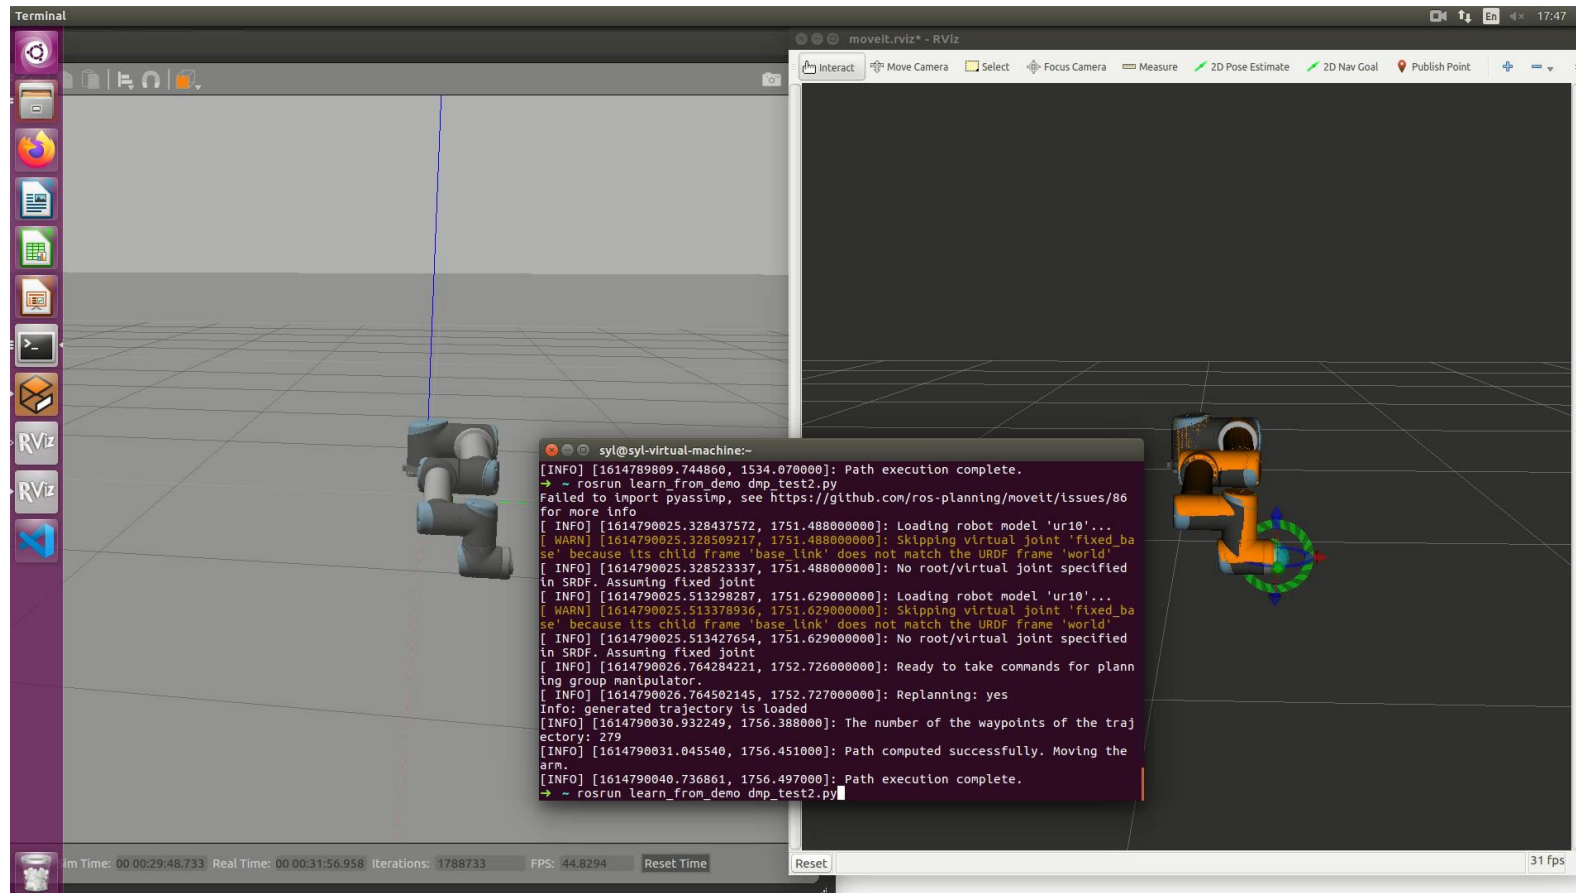 Terminal
En
17:47
moveit.rviz* - RViz
Interact Move Camera Select Focus Camera Measure 2D Pose Estimate 2D Nav Goal Publish Point
RViz
RViz
syl@syl-virtual-machine:~
[INFO] [1614789809.744860, 1534.070000]: Path execution complete.
→ ~ rosrun learn_from_demo dmp_test2.py
Failed to import pyassimp, see https://github.com/ros-planning/moveit/issues/86
for more info
[ INFO] [1614790025.328437572, 1751.488000000]: Loading robot model 'ur10'...
[ WARN] [1614790025.328509217, 1751.488000000]: Skipping virtual joint 'fixed_ba
se' because its child frame 'base_link' does not match the URDF frame 'world'
[ INFO] [1614790025.328523337, 1751.488000000]: No root/virtual joint specified
in SRDF. Assuming fixed joint
[ INFO] [1614790025.513298287, 1751.629000000]: Loading robot model 'ur10'...
[ WARN] [1614790025.513378936, 1751.629000000]: Skipping virtual joint 'fixed_ba
se' because its child frame 'base_link' does not match the URDF frame 'world'
[ INFO] [1614790025.513427654, 1751.629000000]: No root/virtual joint specified
in SRDF. Assuming fixed joint
[ INFO] [1614790026.764284221, 1752.726000000]: Ready to take commands for plann
ing group manipulator.
[ INFO] [1614790026.764502145, 1752.727000000]: Replanning: yes
Info: generated trajectory is loaded
[INFO] [1614790030.932249, 1756.388000]: The number of the waypoints of the traj
ectory: 279
[INFO] [1614790031.045540, 1756.451000]: Path computed successfully. Moving the
arm.
[INFO] [1614790040.736861, 1756.497000]: Path execution complete.
→ ~ rosrun learn_from_demo dmp_test2.py
im Time: 00 00:29:48.733 Real Time: 00 00:31:56.958 Iterations: 1788733 FPS: 44.8294 Reset Time
Reset
31 fps